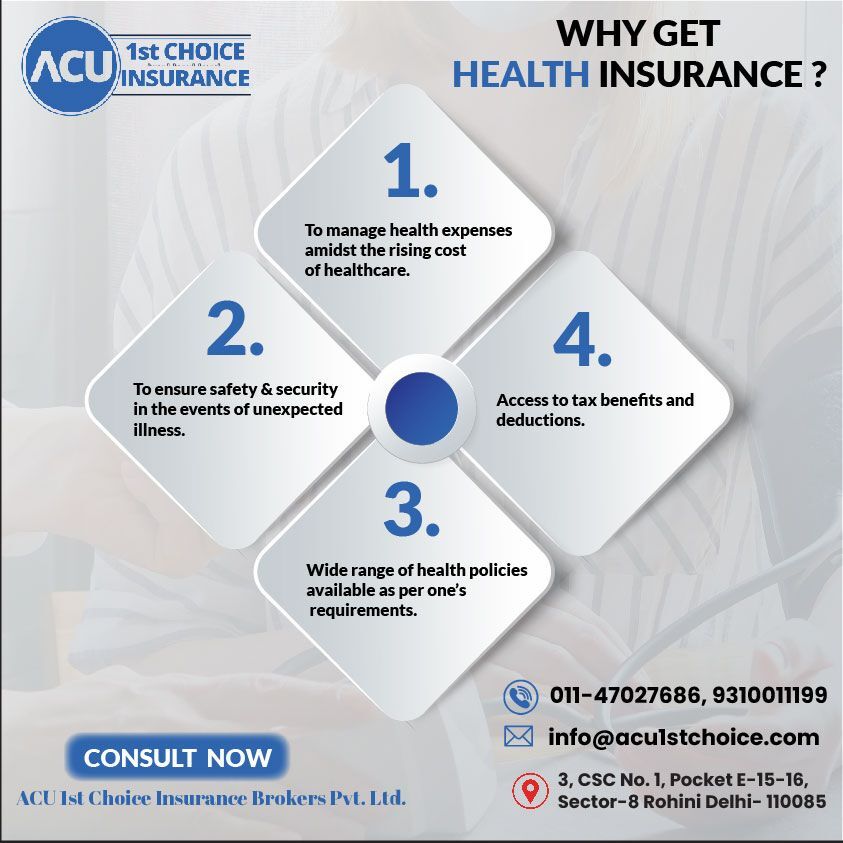 ACU 1st CHOICE
INSURANCE
WHY GET
HEALTH INSURANCE ?
1.
To manage health expenses
amidst the rising cost
of healthcare.
2.
To ensure safety & security
in the events of unexpected
illness.
4.
Access to tax benefits and
deductions.
3.
Wide range of health policies
available as per one's
requirements.
011-47027686, 9310011199
info@acu1stchoice.com
3, CSC No. 1, Pocket E-15-16,
Sector-8 Rohini Delhi- 110085
CONSULT NOW
ACU 1st Choice Insurance Brokers Pvt. Ltd.